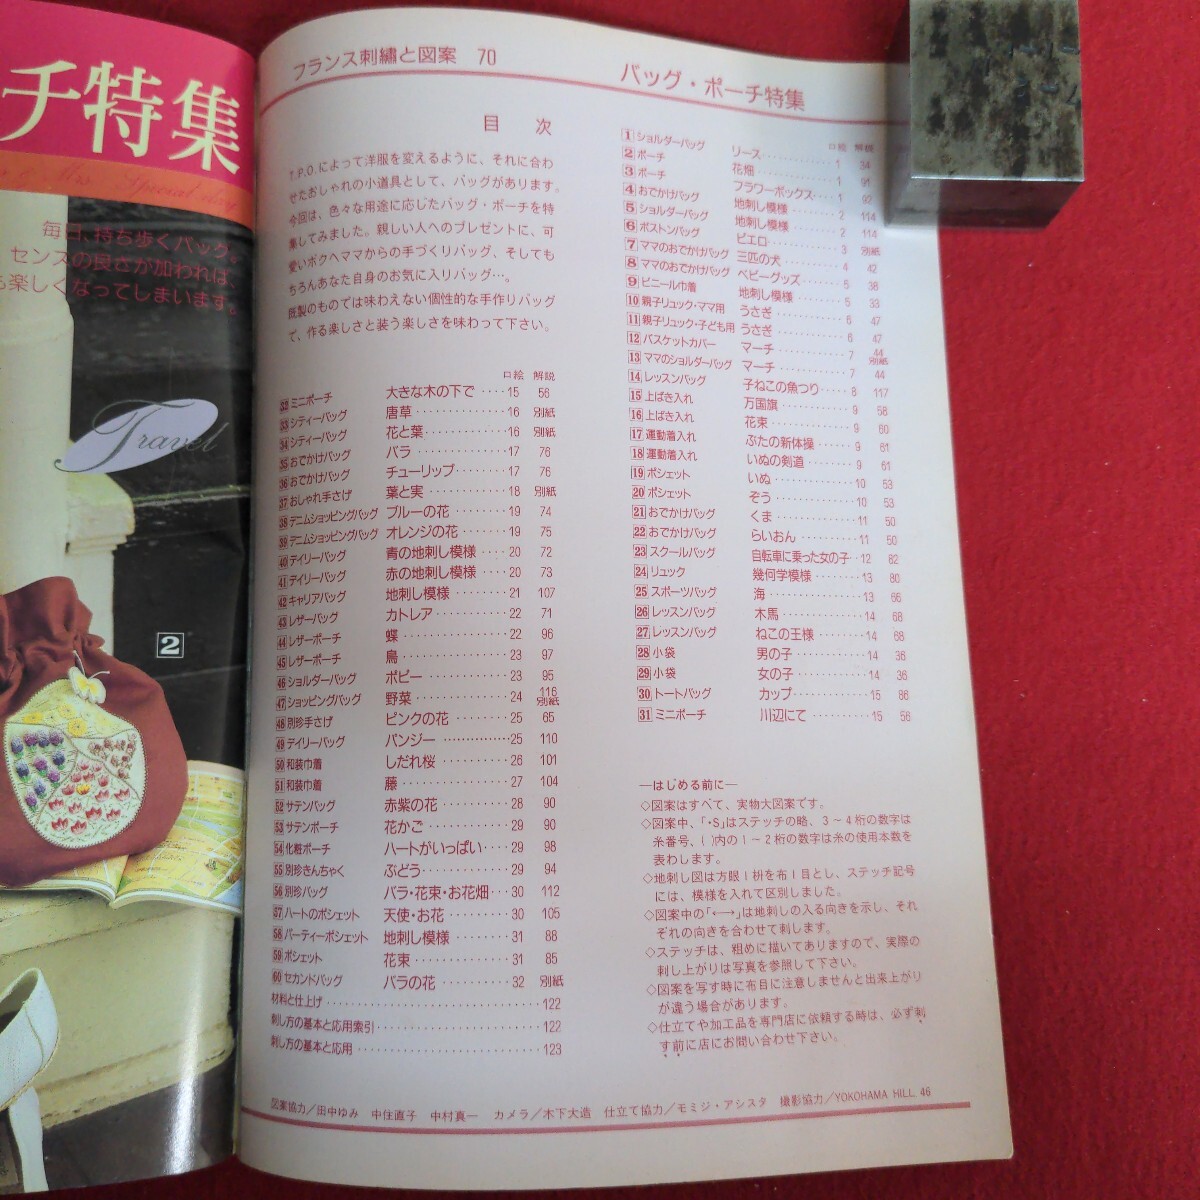 チ特集
毎日、持ち歩くバッグ。
センスの良さが加われば、
も楽しくなってしまいます。
Travel
2
フランス刺繡と図案 70
バッグ・ポーチ特集
目次
T.P.O.によって洋服を変えるように、それに合わ
せたおしゃれの小道具として、バッグがあります。
今回は、色々な用途に応じたバッグ・ポーチを特
集してみました。親しい人へのプレゼントに、可
愛いボクへママからの手づくりバッグ、そしても
ちろんあなた自身のお気に入りバッグ…。
既製のものでは味わえない個性的な手作りバッグ
で、作る楽しさと装う楽しさを味わって下さい。
口絵 解説
1 ショルダーバッグ リース 1 34
2 ポーチ 花畑 1 91
3 ポーチ フラワーボックス 1 92
4 おでかけバッグ 地刺し模様 2 114
5 ショルダーバッグ 地刺し模様 2 114
6 ボストンバッグ ピエロ 3 別紙
7 ママのおでかけバッグ 三匹の犬 4 42
8 ママのおでかけバッグ ベビーグッズ 5 38
9 ビニール巾着 地刺し模様 5 33
10 親子リュック・ママ用 うさぎ 6 47
11 親子リュック・子ども用 うさぎ 6 47
12 バスケットカバー マーチ 7 44 別紙
13 ママのショルダーバッグ マーチ 7 44
14 レッスンバッグ 子ねこの魚つり 8 117
15 上ばき入れ 万国旗 9 58
16 上ばき入れ 花束 9 60
17 運動着入れ ぶたの新体操 9 61
18 運動着入れ いぬの剣道 9 61
19 ポシェット いぬ 10 53
20 ポシェット ぞう 10 53
21 おでかけバッグ くま 11 50
22 おでかけバッグ らいおん 11 50
23 スクールバッグ 自転車に乗った女の子 12 82
24 リュック 幾何学模様 13 80
25 スポーツバッグ 海 13 66
26 レッスンバッグ 木馬 14 68
27 レッスンバッグ ねこの王様 14 68
28 小袋 男の子 14 36
29 小袋 女の子 14 36
30 トートバッグ カップ 15 86
31 ミニポーチ 川辺にて 15 56
口絵 解説
32 ミニポーチ 大きな木の下で 15 56
33 シティーバッグ 唐草 16 別紙
34 シティーバッグ 花と葉 16 別紙
35 おでかけバッグ バラ 17 76
36 おでかけバッグ チューリップ 17 76
37 おしゃれ手さげ 葉と実 18 別紙
38 デニムショッピングバッグ ブルーの花 19 74
39 デニムショッピングバッグ オレンジの花 19 75
40 デイリーバッグ 青の地刺し模様 20 72
41 デイリーバッグ 赤の地刺し模様 20 73
42 キャリアバッグ 地刺し模様 21 107
43 レザーバッグ カトレア 22 71
44 レザーポーチ 蝶 22 96
45 レザーポーチ 鳥 23 97
46 ショルダーバッグ ポピー 23 95
47 ショッピングバッグ 野菜 24 116 別紙
48 別珍手さげ ピンクの花 25 65
49 デイリーバッグ パンジー 25 110
50 和装巾着 しだれ桜 26 101
51 和装巾着 藤 27 104
52 サテンバッグ 赤紫の花 28 90
53 サテンポーチ 花かご 29 90
54 化粧ポーチ ハートがいっぱい 29 98
55 別珍きんちゃく ぶどう 29 94
56 別珍バッグ バラ・花束・お花畑 30 112
57 ハートのポシェット 天使・お花 30 105
58 パーティーポシェット 地刺し模様 31 88
59 ポシェット 花束 31 85
60 セカンドバッグ バラの花 32 別紙
材料と仕上げ 122
刺し方の基本と応用索引 122
刺し方の基本と応用 123
—はじめる前に—
◇図案はすべて、実物大図案です。
◇図案中、「・S」はステッチの略、3～4桁の数字は
糸番号、( )内の1～2桁の数字は糸の使用本数を
表わします。
◇地刺し図は方眼1枡を布1目とし、ステッチ記号
には、模様を入れて区別しました。
◇図案中の「⟷」は地刺しの入る向きを示し、それ
ぞれの向きを合わせて刺します。
◇ステッチは、粗めに描いてありますので、実際の
刺し上がりは写真を参照して下さい。
◇図案を写す時に布目に注意しませんと出来上がり
が違う場合があります。
◇仕立てや加工品を専門店に依頼する時は、必ず刺
す前に店にお問い合わせ下さい。
図案協力／田中ゆみ 中住直子 中村真一 カメラ／木下大造 仕立て協力／モミジ・アシスタ 撮影協力／YOKOHAMA HILL 46